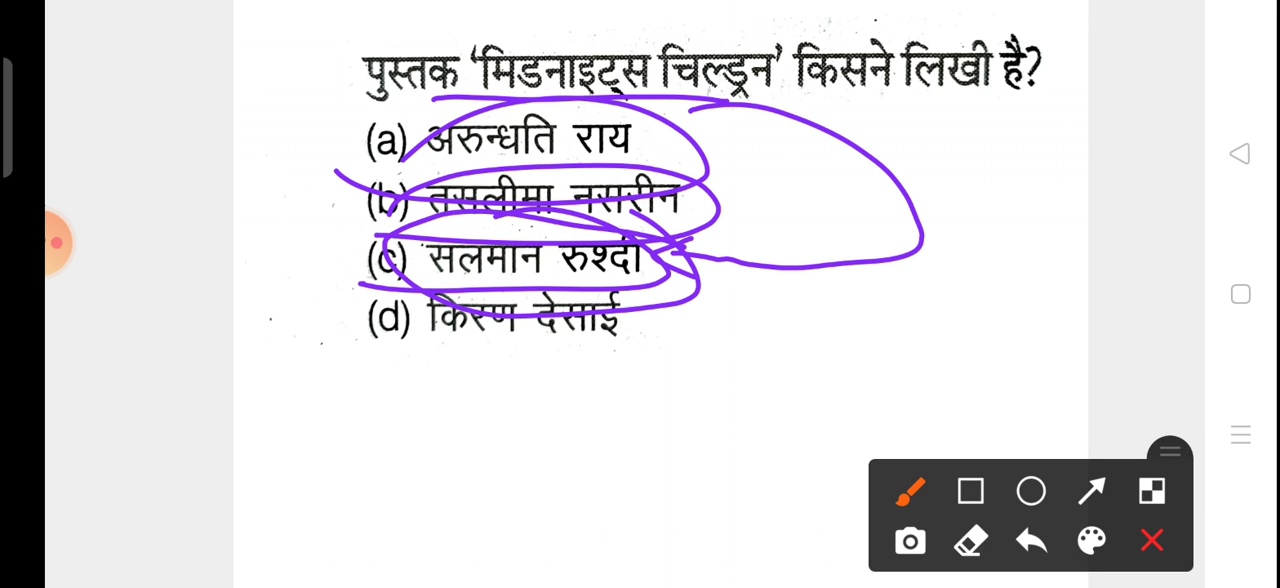 पुस्तक ‘मिडनाइट्स चिल्ड्रन’ किसने लिखी है?
(a) अरुन्धति राय
(b) तसलीमा नसरीन
(c) सलमान रुश्दी
(d) किरण देसाई